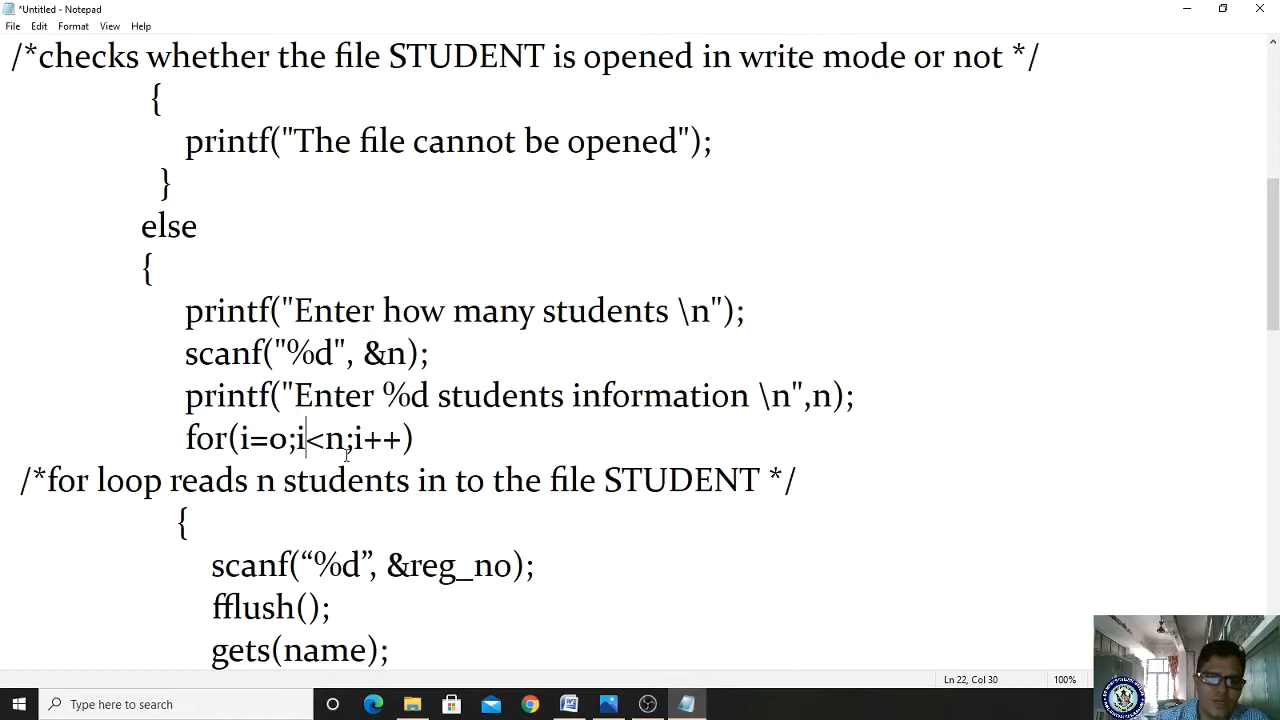 *Untitled - Notepad
File Edit Format View Help
/*checks whether the file STUDENT is opened in write mode or not */
{
printf("The file cannot be opened");
}
else
{
printf("Enter how many students \n");
scanf("%d", &n);
printf("Enter %d students information \n",n);
for(i=0;i<n;i++)
/*for loop reads n students in to the file STUDENT */
{
scanf(“%d”, &reg_no);
fflush();
gets(name);
Ln 22, Col 30 100%
Type here to search